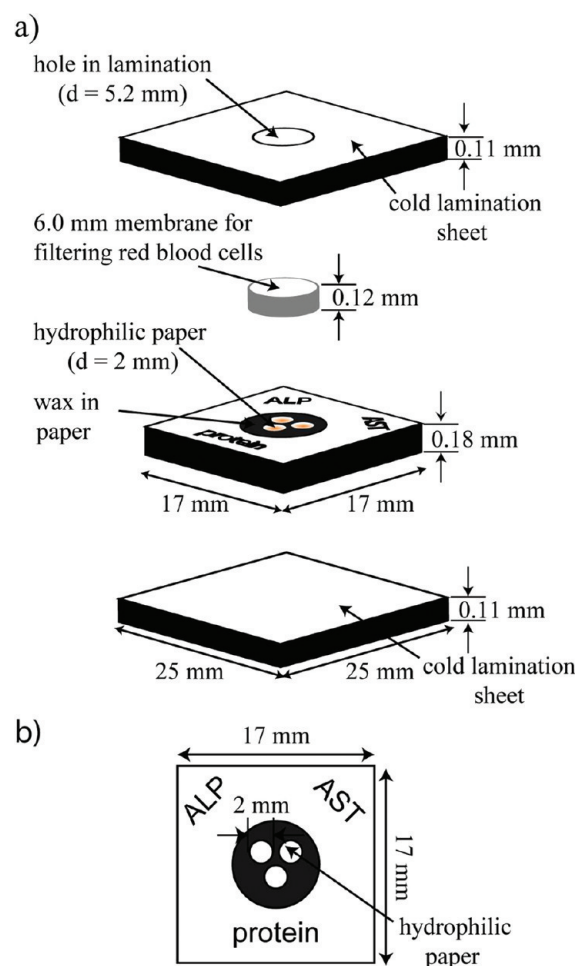 a)
hole in lamination
(d = 5.2 mm)
0.11 mm
cold lamination
sheet
6.0 mm membrane for
filtering red blood cells
0.12 mm
hydrophilic paper
(d = 2 mm)
ALP
wax in
paper
AST
protein
0.18 mm
17 mm
17 mm
0.11 mm
25 mm
25 mm
cold lamination
sheet
b)
17 mm
ALP
AST
2 mm
17 mm
protein
hydrophilic
paper